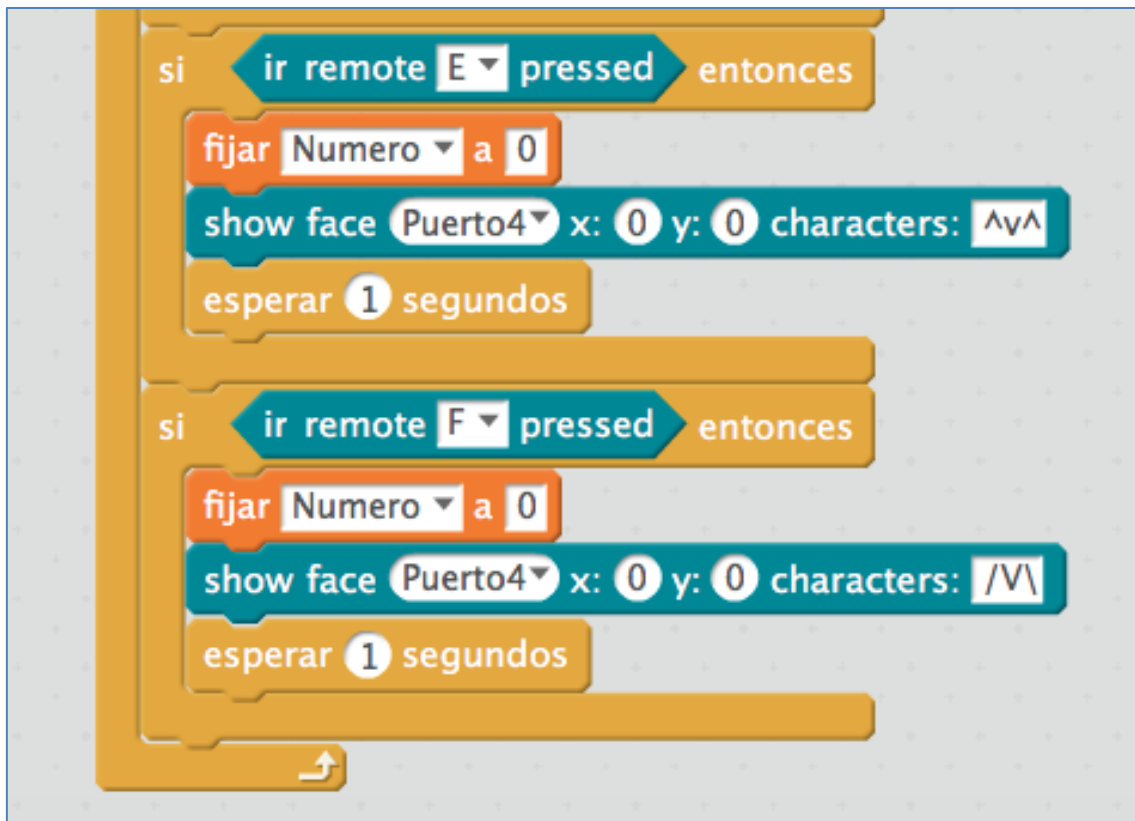 si ir remote E pressed entonces
fijar Numero a 0
show face Puerto4 x: 0 y: 0 characters: ^v^
esperar 1 segundos
si ir remote F pressed entonces
fijar Numero a 0
show face Puerto4 x: 0 y: 0 characters: /V\
esperar 1 segundos